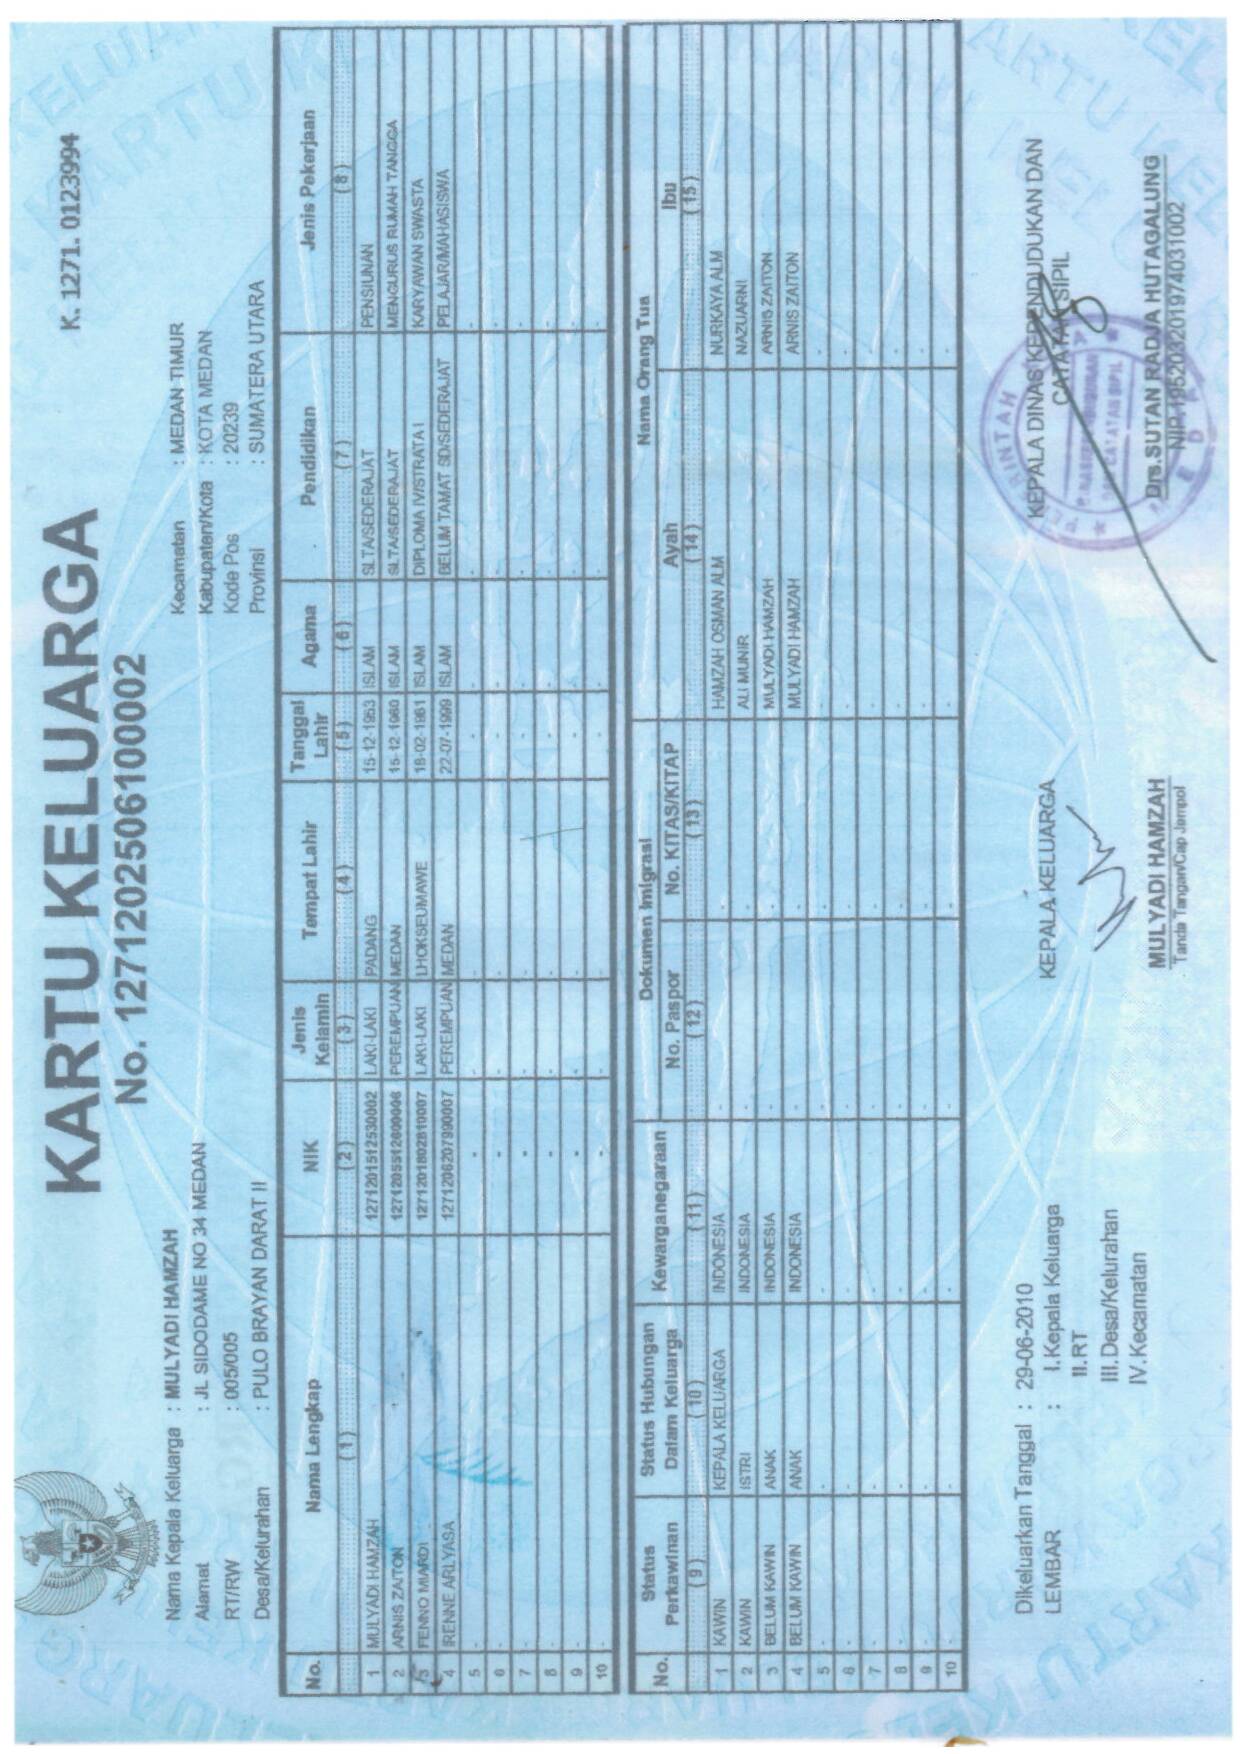 K. 1271. 0123994
KARTU KELUARGA
No. 1271202506100002
Nama Kepala Keluarga : MULYADI HAMZAH
Alamat : JL SIDODAME NO 34 MEDAN
RT/RW : 005/005
Desa/Kelurahan : PULO BRAYAN DARAT II
Kecamatan : MEDAN TIMUR
Kabupaten/Kota : KOTA MEDAN
Kode Pos : 20239
Provinsi : SUMATERA UTARA
No. Nama Lengkap NIK Jenis Kelamin Tempat Lahir Tanggal Lahir Agama Pendidikan Jenis Pekerjaan
(1) (2) (3) (4) (5) (6) (7) (8)
1 MULYADI HAMZAH 1271201512530002 LAKI-LAKI PADANG 15-12-1953 ISLAM SLTA/SEDERAJAT PENSIUNAN
2 ARNIS ZAITON 1271205512600006 PEREMPUAN MEDAN 15-12-1960 ISLAM SLTA/SEDERAJAT MENGURUS RUMAH TANGGA
3 FENNO MIARDI 1271201802810007 LAKI-LAKI LHOKSEUMAWE 18-02-1981 ISLAM DIPLOMA IV/STRATA I KARYAWAN SWASTA
4 IRENNE ARLYASA 1271206207990007 PEREMPUAN MEDAN 22-07-1999 ISLAM BELUM TAMAT SD/SEDERAJAT PELAJAR/MAHASISWA
5 - - - - - - - -
6 - - - - - - - -
7 - - - - - - - -
8 - - - - - - - -
9 - - - - - - - -
10 - - - - - - - -
No. Status Perkawinan Status Hubungan Dalam Keluarga Kewarganegaraan Dokumen Imigrasi Nama Orang Tua
No. Paspor No. KITAS/KITAP Ayah Ibu
(9) (10) (11) (12) (13) (14) (15)
1 KAWIN KEPALA KELUARGA INDONESIA - - HAMZAH OSMAN ALM NURKAYA ALM
2 KAWIN ISTRI INDONESIA - - ALI MUNIR NAZUARNI
3 BELUM KAWIN ANAK INDONESIA - - MULYADI HAMZAH ARNIS ZAITON
4 BELUM KAWIN ANAK INDONESIA - - MULYADI HAMZAH ARNIS ZAITON
5 - - - - - - -
6 - - - - - - -
7 - - - - - - -
8 - - - - - - -
9 - - - - - - -
10 - - - - - - -
Dikeluarkan Tanggal : 29-06-2010
LEMBAR : I. Kepala Keluarga
II. RT
III. Desa/Kelurahan
IV. Kecamatan
KEPALA KELUARGA
MULYADI HAMZAH
Tanda Tangan/Cap Jempol
KEPALA DINAS KEPENDUDUKAN DAN
CATATAN SIPIL
Drs.SUTAN RADJA HUTAGALUNG
NIP.195203201974031002